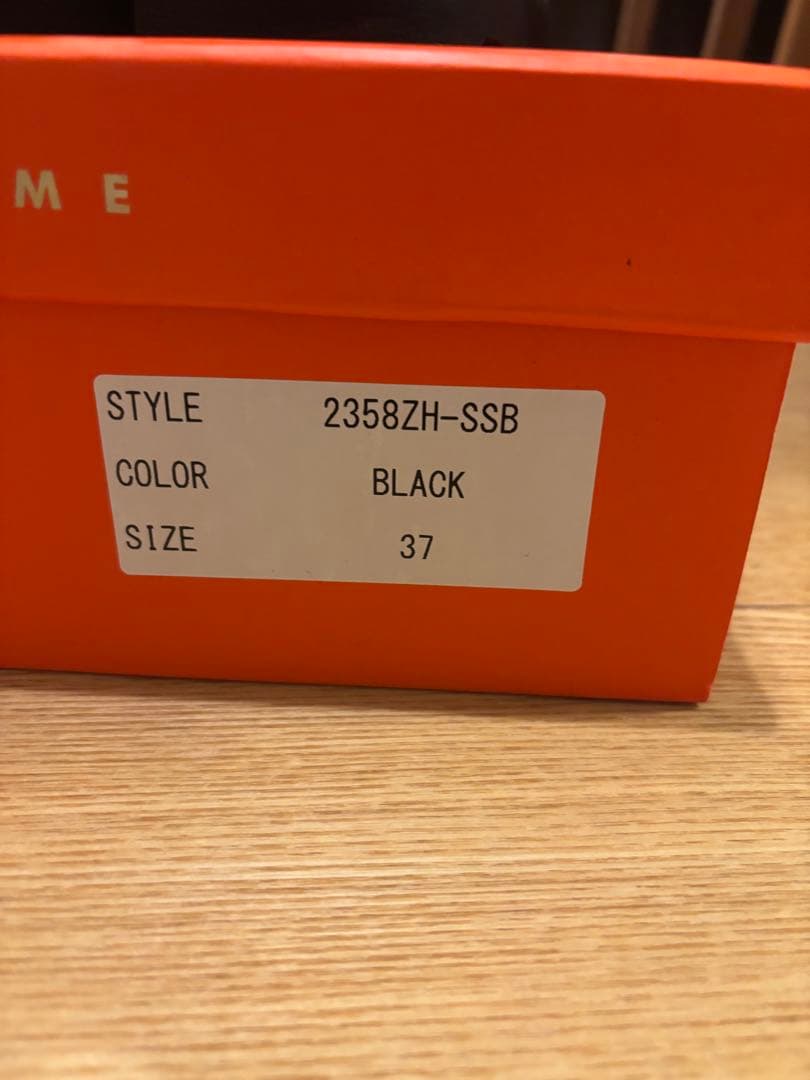 M E
STYLE 2358ZH-SSB
COLOR BLACK
SIZE 37